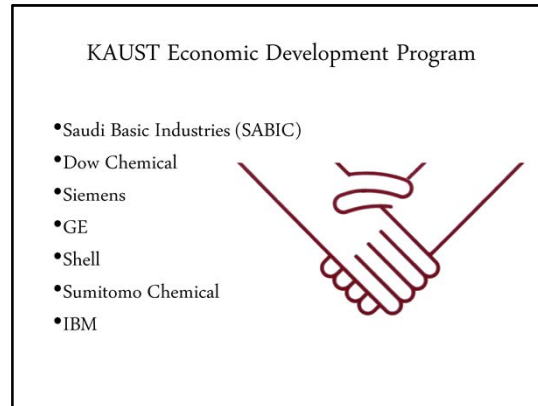 KAUST Economic Development Program
•Saudi Basic Industries (SABIC)
•Dow Chemical
•Siemens
•GE
•Shell
•Sumitomo Chemical
•IBM